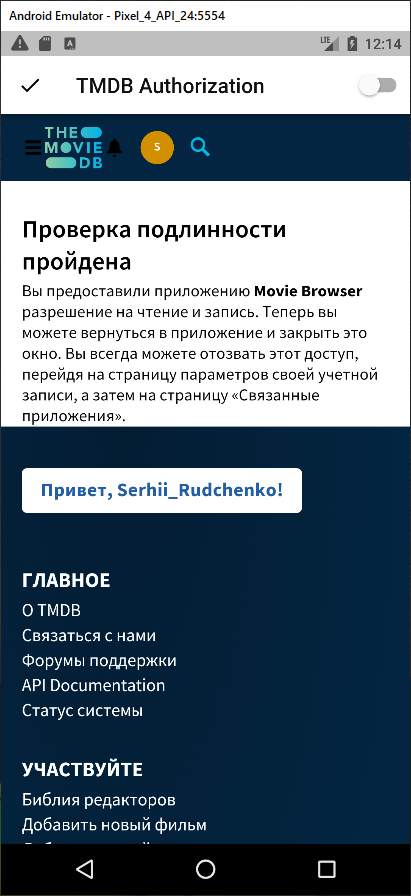 Android Emulator - Pixel_4_API_24:5554
A LTE 12:14
TMDB Authorization
THE
MOVIE
DB
S
Проверка подлинности
пройдена
Вы предоставили приложению Movie Browser
разрешение на чтение и запись. Теперь вы
можете вернуться в приложение и закрыть это
окно. Вы всегда можете отозвать этот доступ,
перейдя на страницу параметров своей учетной
записи, а затем на страницу «Связанные
приложения».
Привет, Serhii_Rudchenko!
ГЛАВНОЕ
О TMDB
Связаться с нами
Форумы поддержки
API Documentation
Статус системы
УЧАСТВУЙТЕ
Библия редакторов
Добавить новый фильм